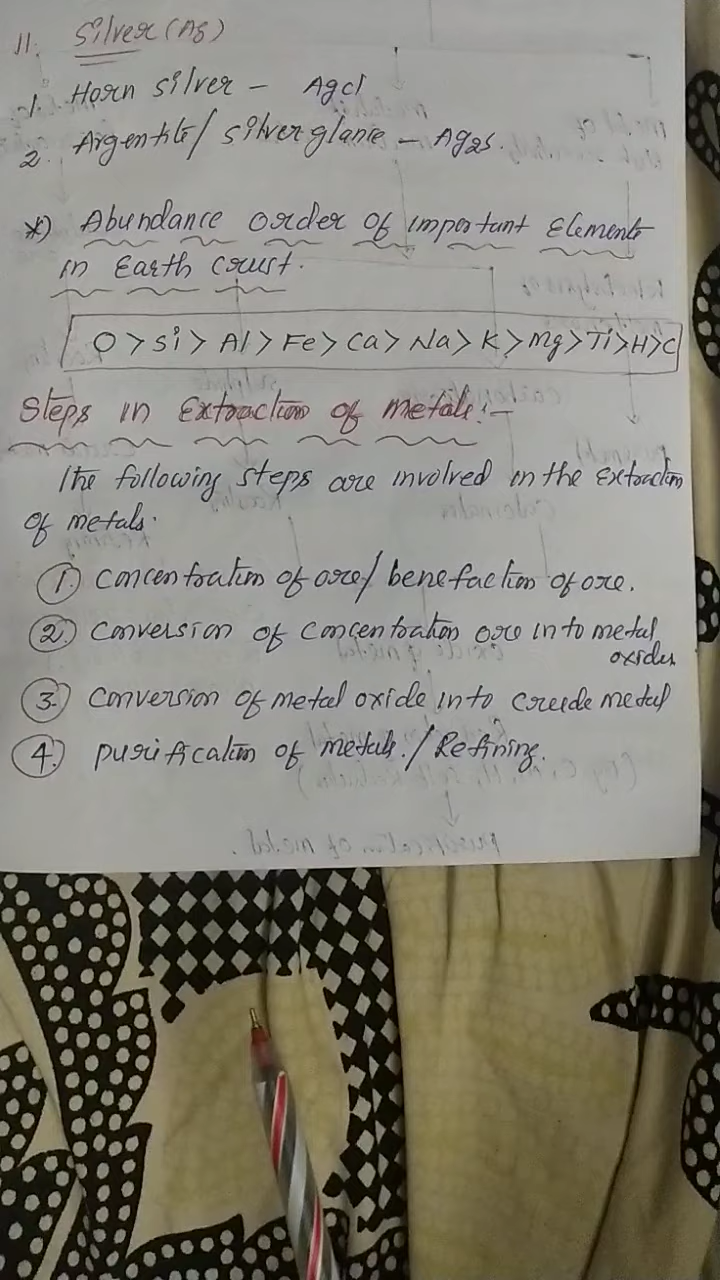 11. Silver (Ag)
1. Horn silver - Agcl
2. Argentite/ silver glanie - Ag2s.
*) Abundance order of important Elements
in Earth crust.
O > Si > Al > Fe > Ca > Na > K > Mg > Ti > H > C
Steps in Extraction of metals:-
The following steps are involved in the Extraction
of metals.
1. concentration of ore/ benefaction of ore.
2. conversion of concentration ore into metal
oxides
3. conversion of metal oxide into crude metal
4. purification of metals./ Refining.